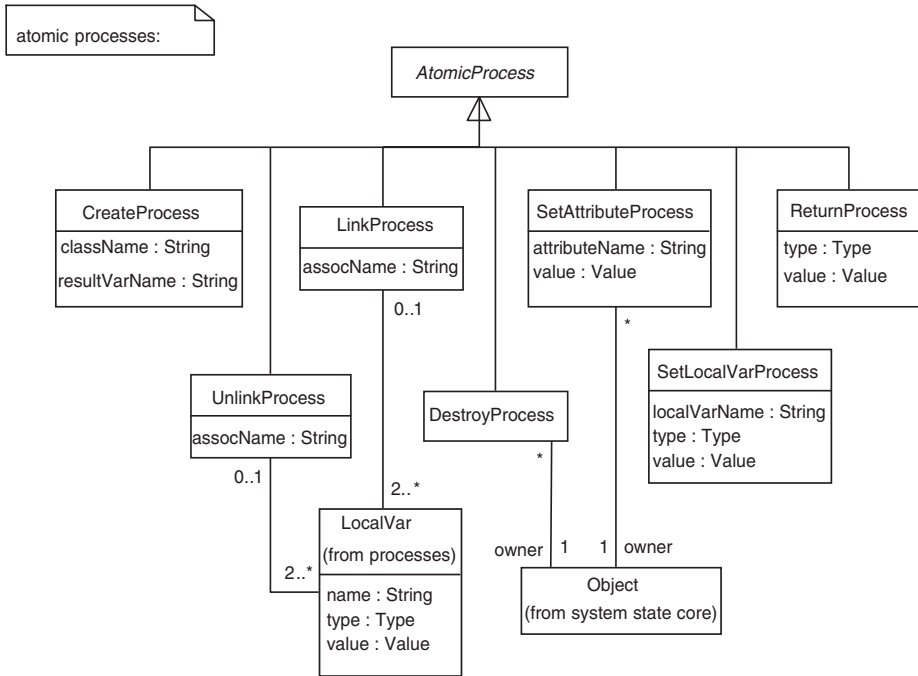 atomic processes:
AtomicProcess
CreateProcess
className : String
resultVarName : String
LinkProcess
assocName : String
0..1
SetAttributeProcess
attributeName : String
value : Value
*
ReturnProcess
type : Type
value : Value
UnlinkProcess
assocName : String
0..1
DestroyProcess
*
SetLocalVarProcess
localVarName : String
type : Type
value : Value
2..*
LocalVar
(from processes)
name : String
type : Type
value : Value
2..*
owner 1
1 owner
Object
(from system state core)